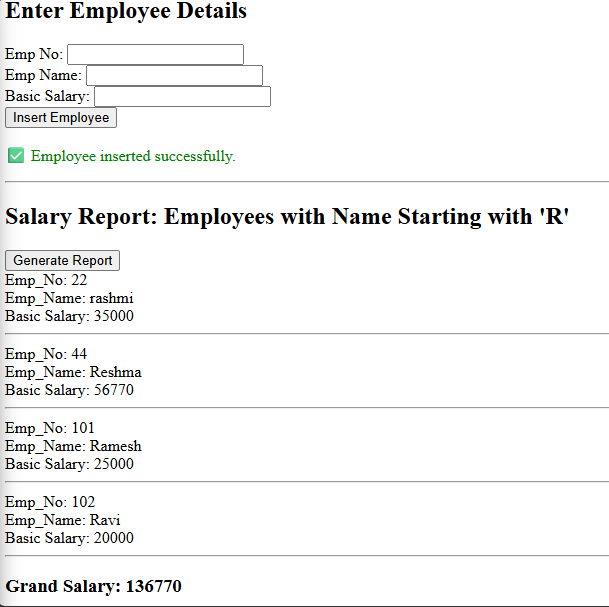 Enter Employee Details
Emp No:
Emp Name:
Basic Salary:
Insert Employee
✅ Employee inserted successfully.
Salary Report: Employees with Name Starting with 'R'
Generate Report
Emp_No: 22
Emp_Name: rashmi
Basic Salary: 35000
Emp_No: 44
Emp_Name: Reshma
Basic Salary: 56770
Emp_No: 101
Emp_Name: Ramesh
Basic Salary: 25000
Emp_No: 102
Emp_Name: Ravi
Basic Salary: 20000
Grand Salary: 136770